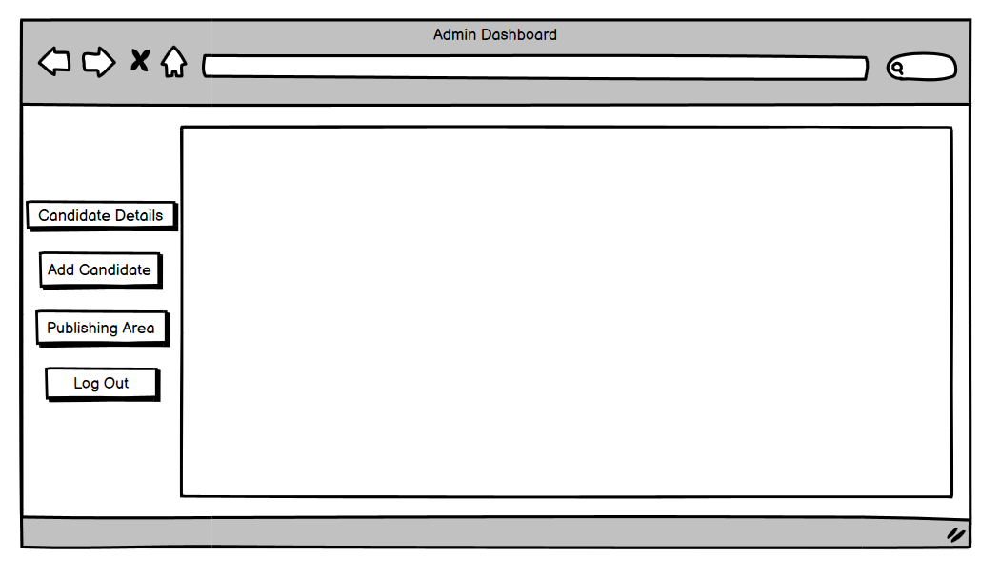 Admin Dashboard
Candidate Details
Add Candidate
Publishing Area
Log Out